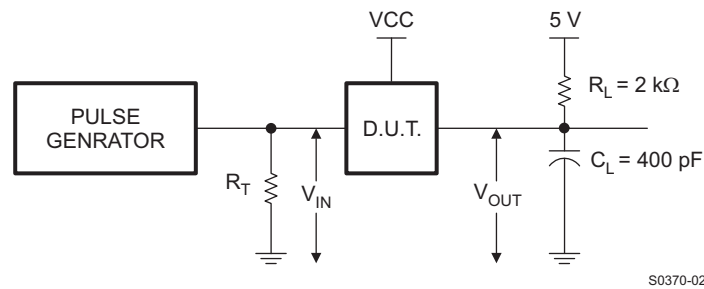 VCC
5 V
R_L = 2 kΩ
PULSE
GENRATOR
D.U.T.
C_L = 400 pF
R_T
V_IN
V_OUT
S0370-02